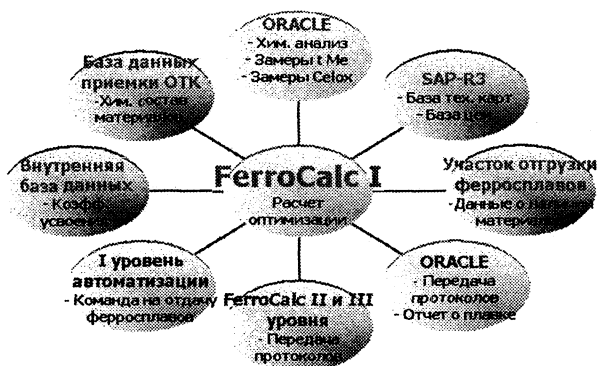 ORACLE
- Хим. анализ
- Замеры t Me
- Замеры Celox
База данных
приемки ОТК
- Хим. состав
материалов
SAP-R3
- База тех. карт
- База цен
Внутренняя
база данных
- Коэфф.
усвоения
FerroCalc I
Расчет
оптимизации
Участок отгрузки
ферросплавов
- Данные о наличии
материалов
I уровень
автоматизации
- Команда на отдачу
ферросплавов
FerroCalc II и III
уровня
- Передача
протоколов
ORACLE
- Передача
протоколов
- Отчет о плавке